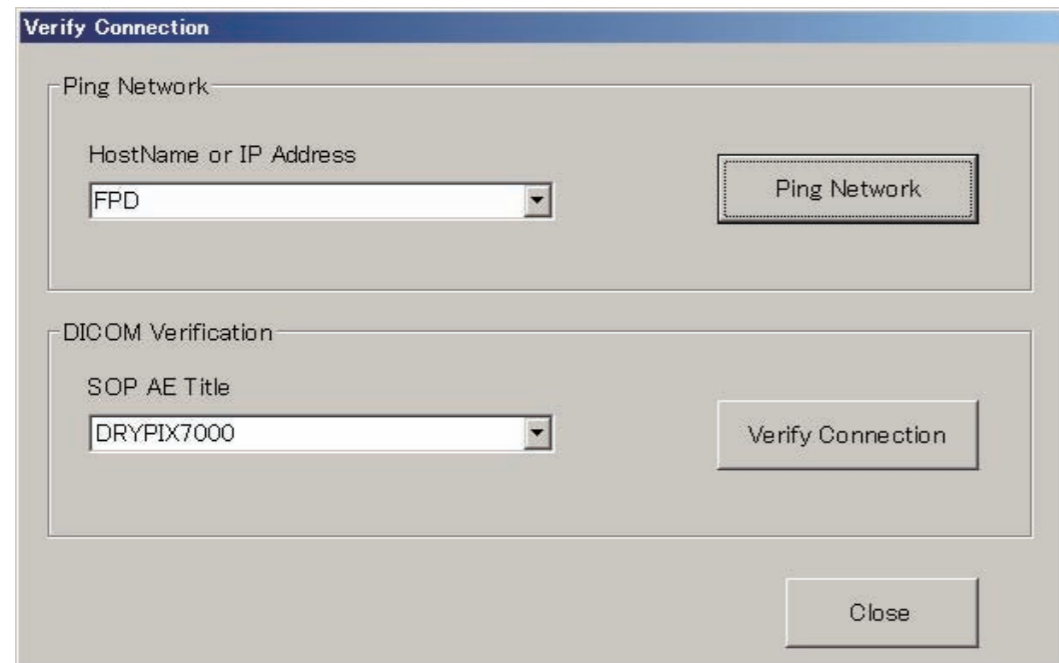 Verify Connection
Ping Network
HostName or IP Address
FPD
Ping Network
DICOM Verification
SOP AE Title
DRYPIX7000
Verify Connection
Close